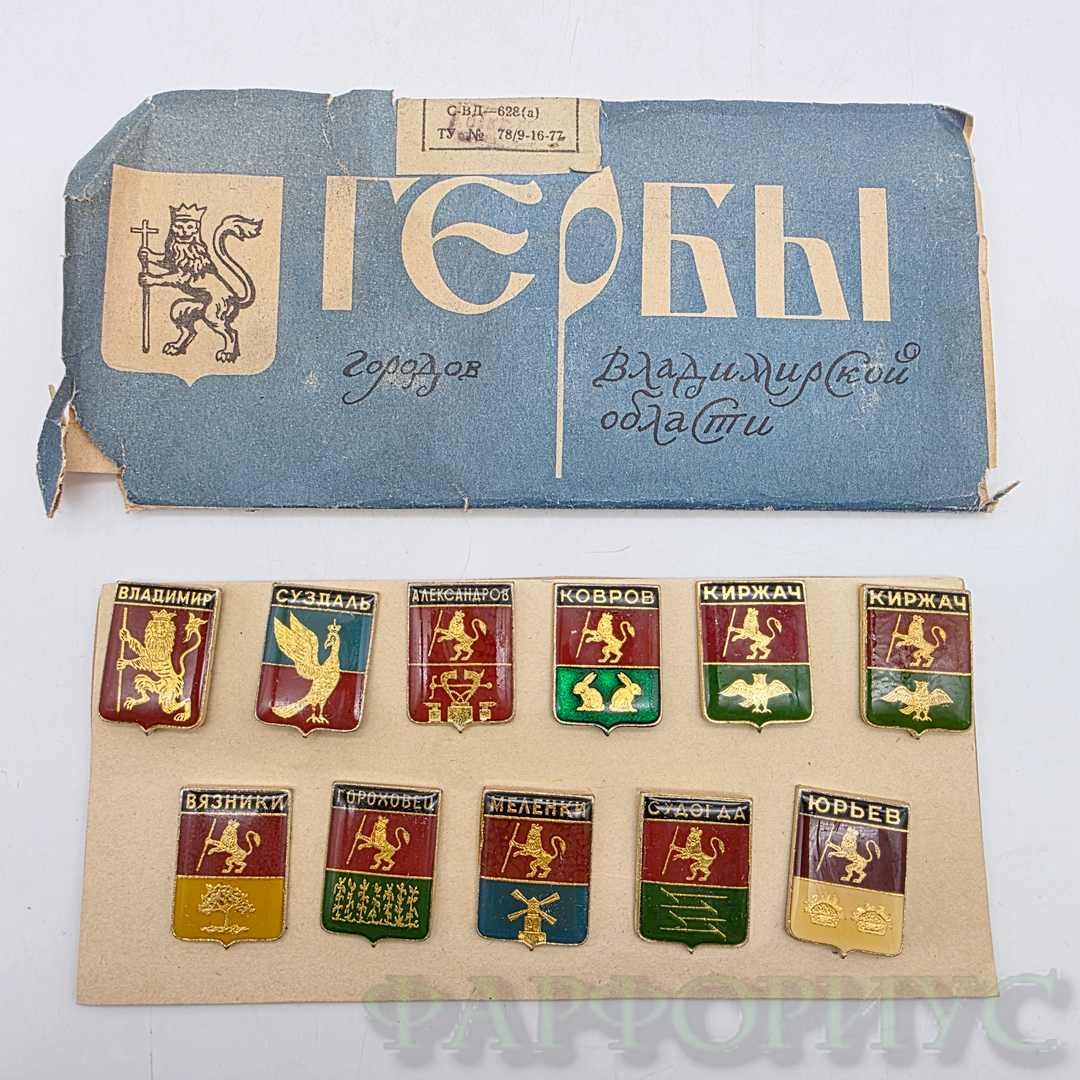 С-ВД—628(а)
ТУ № 78/9-16-77
ГЕРБЫ
городов Владимирской
области
ВЛАДИМИР СУЗДАЛЬ АЛЕКСАНДРОВ КОВРОВ КИРЖАЧ КИРЖАЧ
ВЯЗНИКИ ГОРОХОВЕЦ МЕЛЕНКИ СУДОГДА ЮРЬЕВ
ФАРФОРИУС